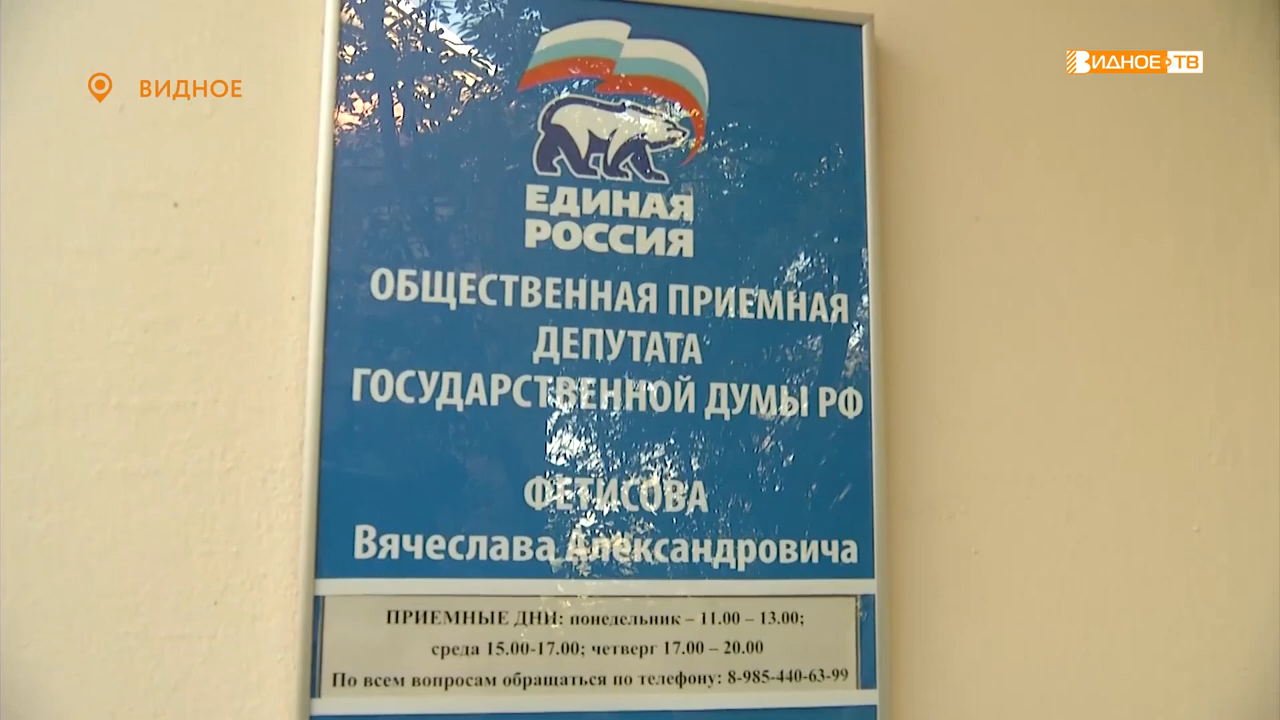 ВИДНОЕ
ВИДНОЕ ТВ
ЕДИНАЯ
РОССИЯ
ОБЩЕСТВЕННАЯ ПРИЕМНАЯ
ДЕПУТАТА
ГОСУДАРСТВЕННОЙ ДУМЫ РФ
ФЕТИСОВА
Вячеслава Александровича
ПРИЕМНЫЕ ДНИ: понедельник – 11.00 – 13.00;
среда 15.00-17.00; четверг 17.00 – 20.00
По всем вопросам обращаться по телефону: 8-985-440-63-99